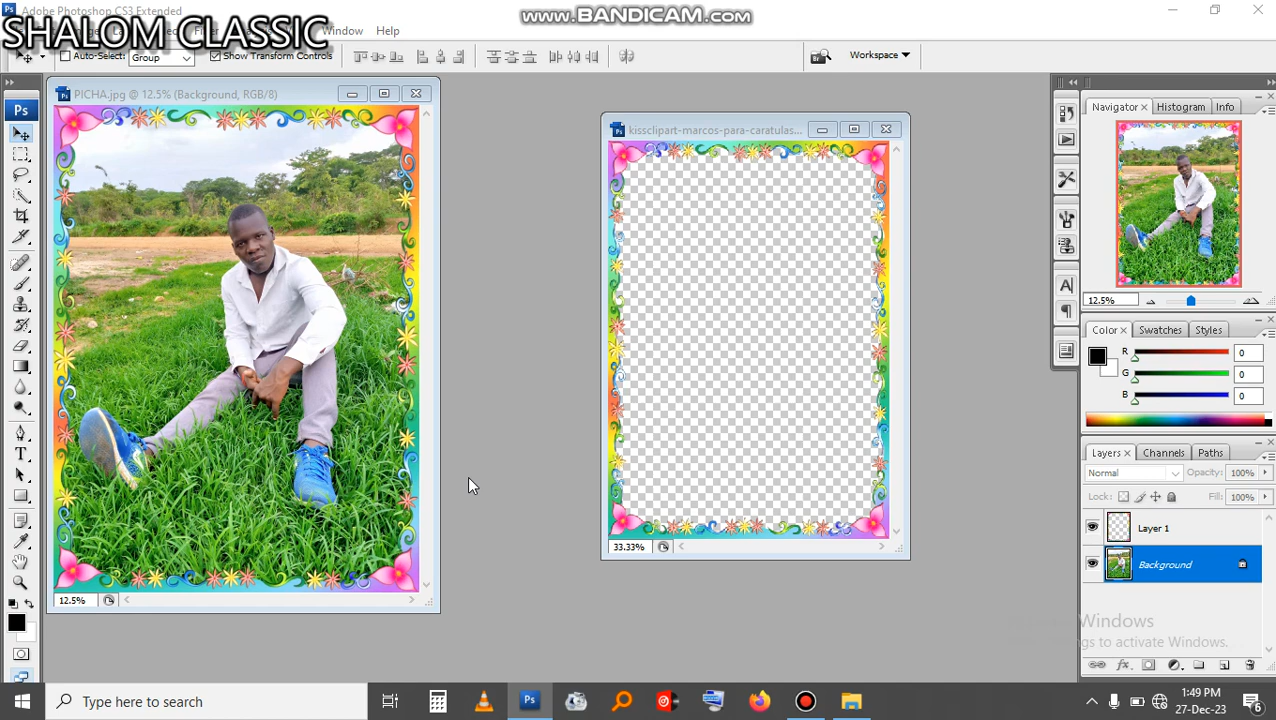 Adobe Photoshop CS3 Extended
www.BANDICAM.com
SHALOM CLASSIC
Window Help
Auto-Select: Group Show Transform Controls Workspace
PICHA.jpg @ 12.5% (Background, RGB/8)
kissclipart-marcos-para-caratulas...
Navigator Histogram Info
Ps
12.5%
Color Swatches Styles
R 0
G 0
B 0
Layers Channels Paths
Normal Opacity: 100%
Lock: Fill: 100%
Layer 1
Background
33.33%
12.5%
Windows
to activate Windows.
Type here to search
Ps
1:49 PM
27-Dec-23
6